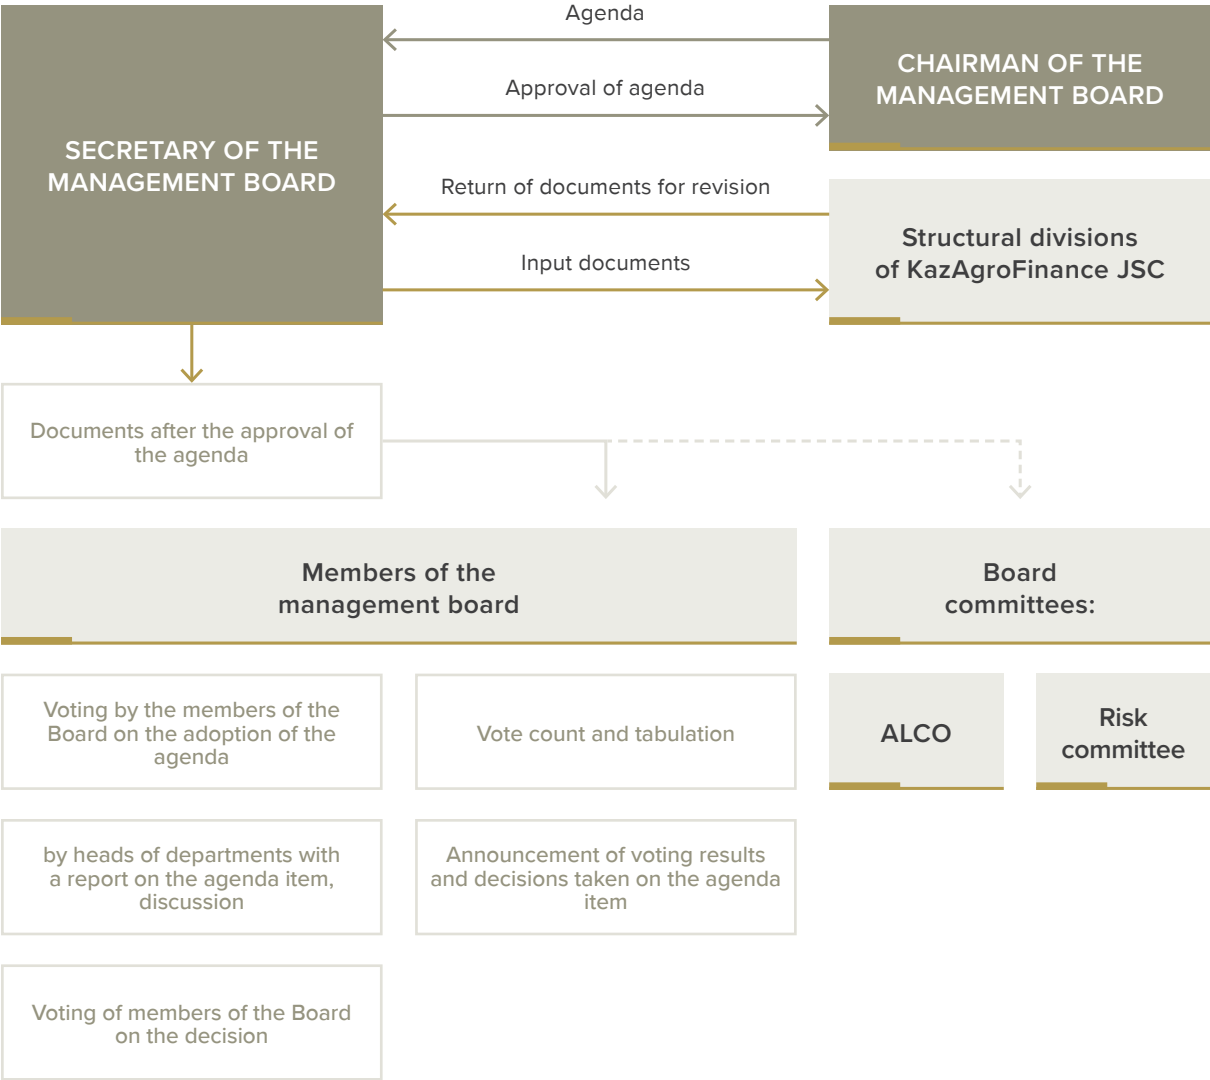 Agenda
CHAIRMAN OF THE
MANAGEMENT BOARD
Approval of agenda
SECRETARY OF THE
MANAGEMENT BOARD
Return of documents for revision
Structural divisions
of KazAgroFinance JSC
Input documents
Documents after the approval of
the agenda
Members of the
management board
Board
committees:
Voting by the members of the
Board on the adoption of the
agenda
Vote count and tabulation
ALCO
Risk
committee
by heads of departments with
a report on the agenda item,
discussion
Announcement of voting results
and decisions taken on the agenda
item
Voting of members of the Board
on the decision